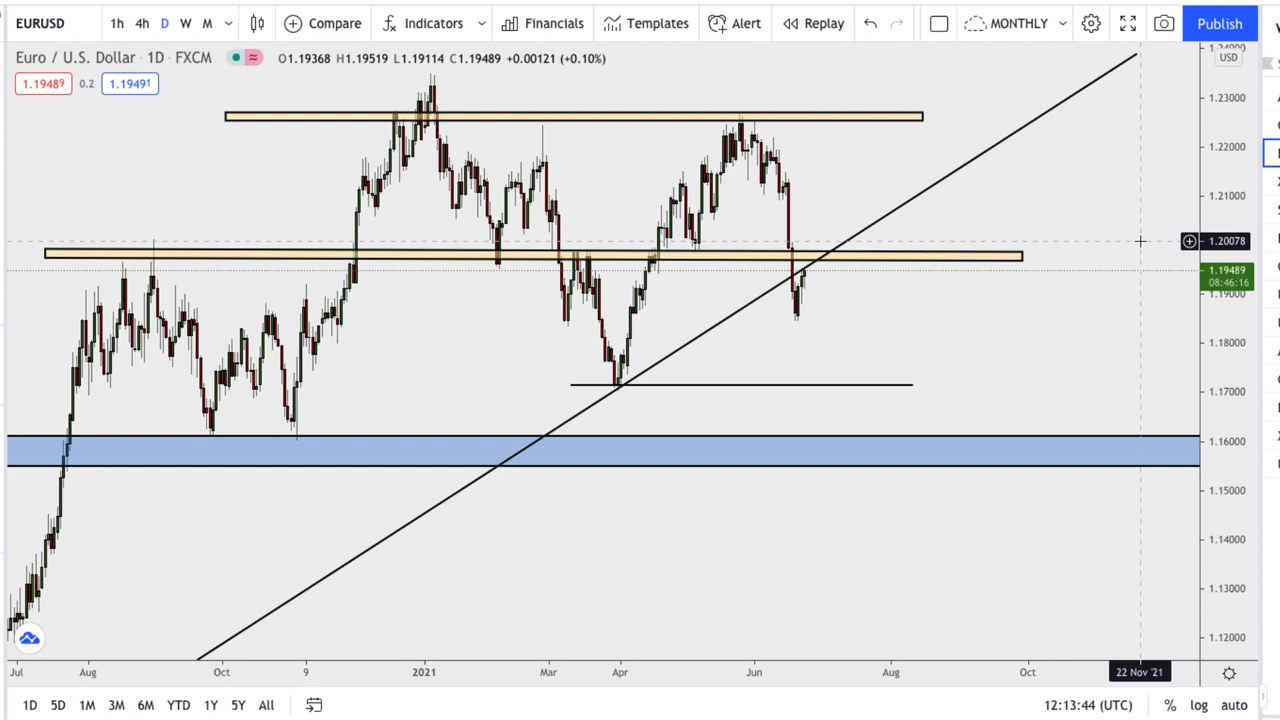 EURUSD 1h 4h D W M Compare Indicators Financials Templates Alert Replay MONTHLY Publish
Euro / U.S. Dollar · 1D · FXCM O1.19368 H1.19519 L1.19114 C1.19489 +0.00121 (+0.10%)
1.19489 0.2 1.19491
1.24000
USD
1.23000
1.22000
1.21000
1.20078
1.19489
08:46:16
1.19000
1.18000
1.17000
1.16000
1.15000
1.14000
1.13000
1.12000
Jul Aug Oct 9 2021 Mar Apr Jun Aug Oct 22 Nov '21
1D 5D 1M 3M 6M YTD 1Y 5Y All 12:13:44 (UTC) % log auto